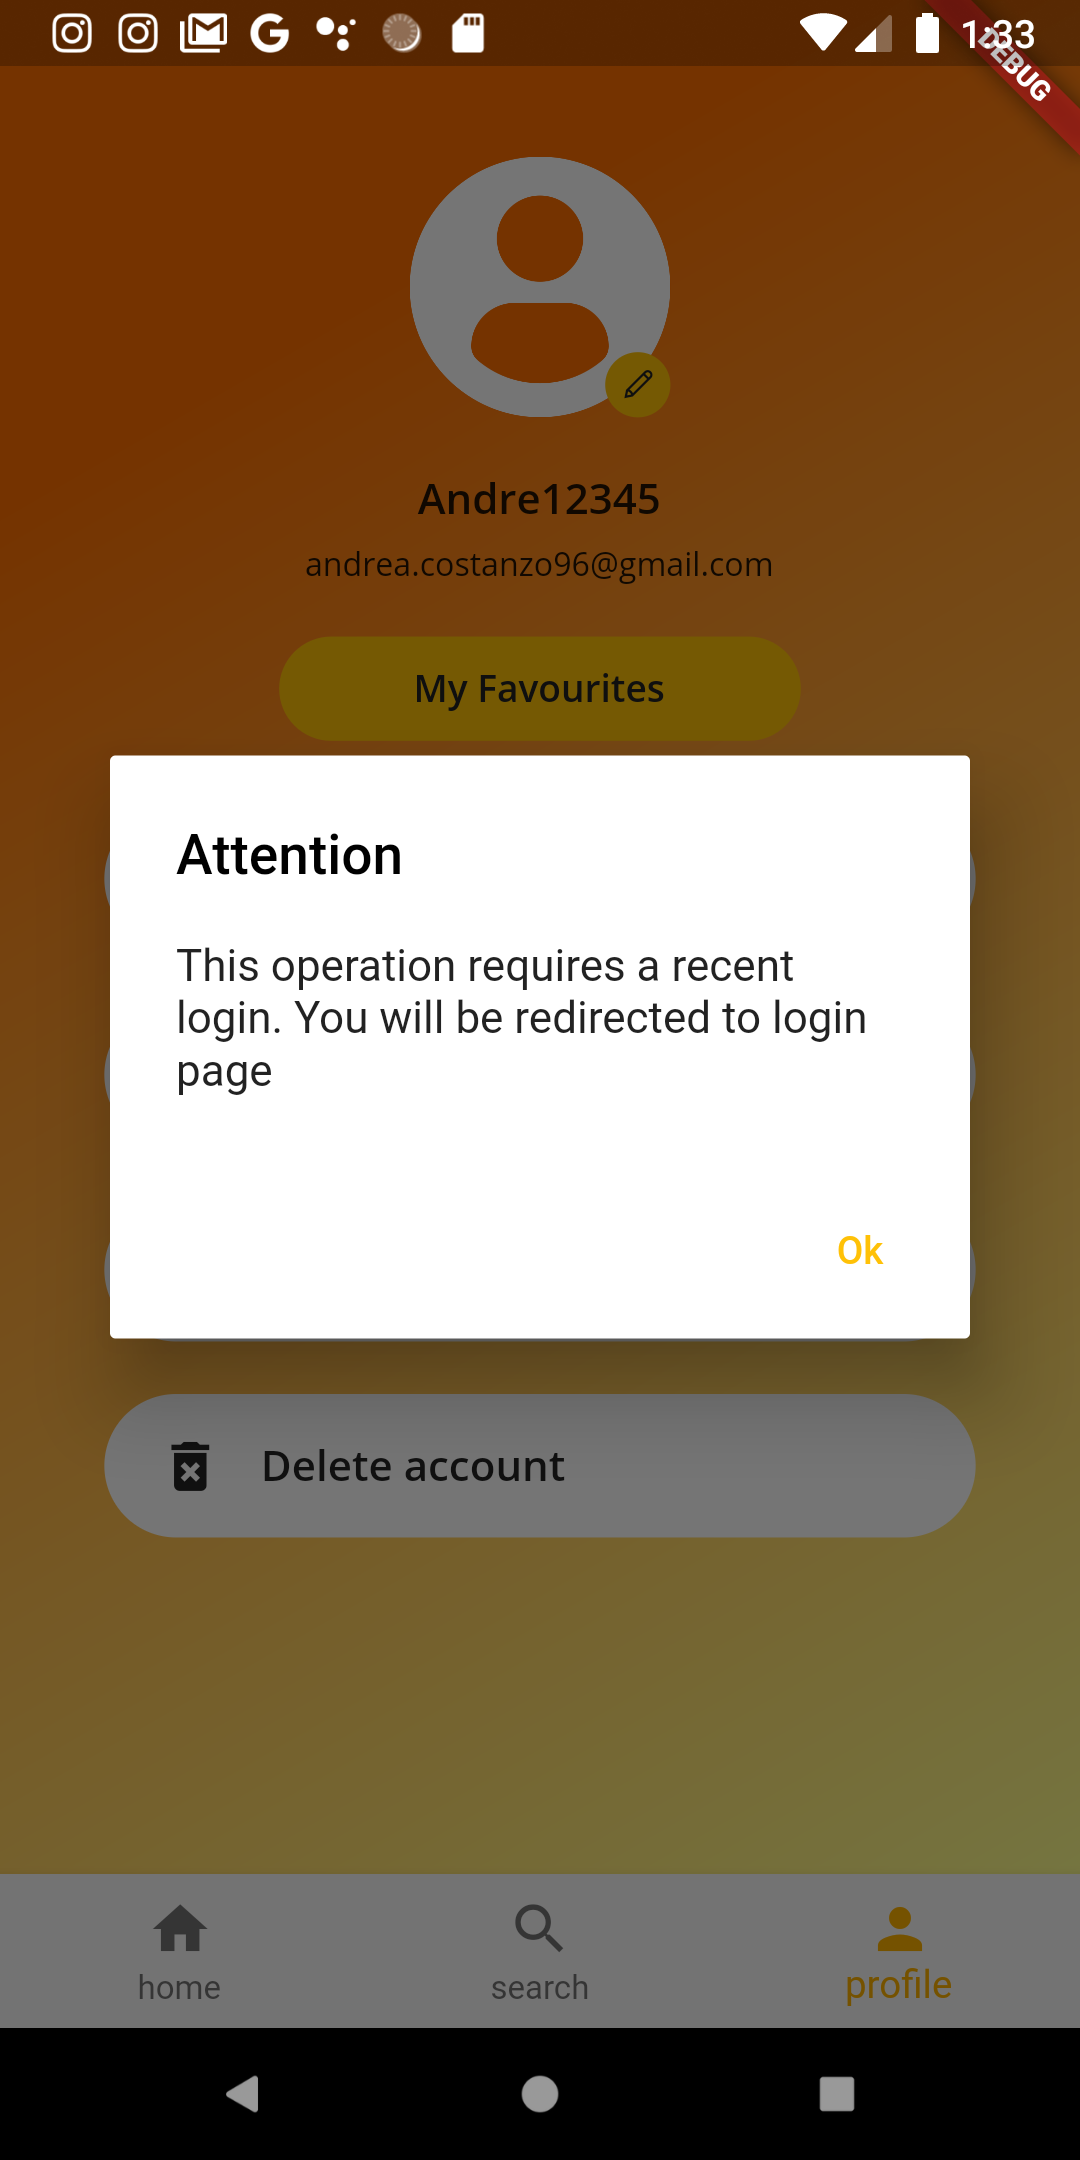 1:33
DEBUG
Andre12345
andrea.costanzo96@gmail.com
My Favourites
Attention
This operation requires a recent
login. You will be redirected to login
page
Ok
Delete account
home
search
profile